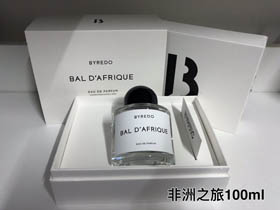 BYREDO
BAL D'AFRIQUE
EAU DE PARFUM
B
BYREDO
BAL D'AFRIQUE
EAU DE PARFUM
非洲之旅100ml